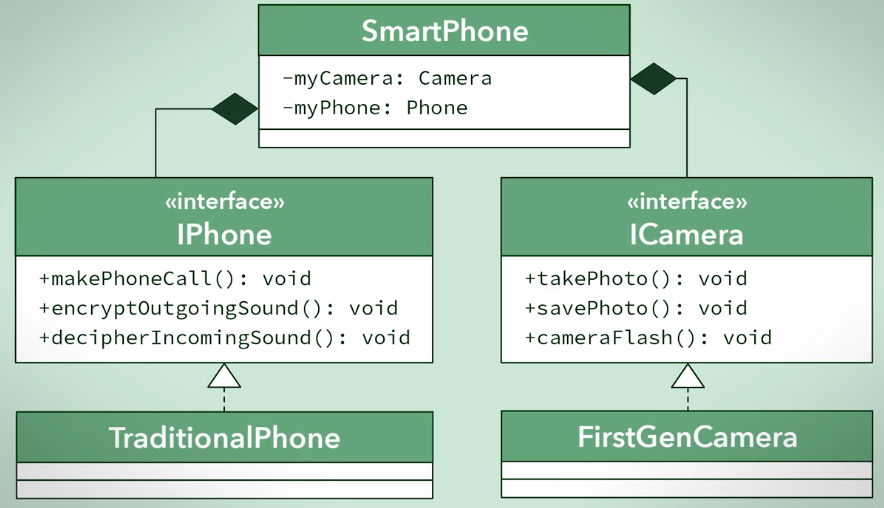 SmartPhone
-myCamera: Camera
-myPhone: Phone
«interface»
IPhone
+makePhoneCall(): void
+encryptOutgoingSound(): void
+decipherIncomingSound(): void
«interface»
ICamera
+takePhoto(): void
+savePhoto(): void
+cameraFlash(): void
TraditionalPhone
FirstGenCamera